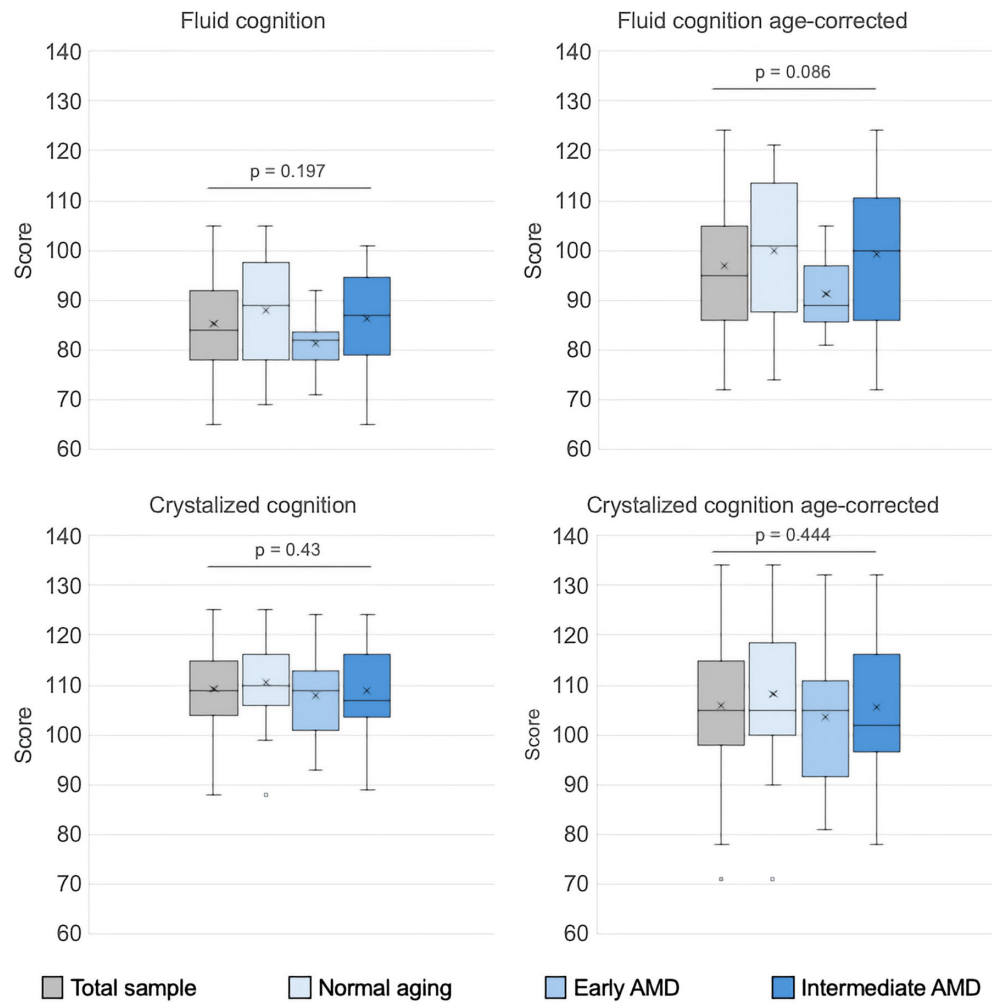 Fluid cognition
140
130
120
110
100
90
80
70
60
Score
p = 0.197
Fluid cognition age-corrected
140
130
120
110
100
90
80
70
60
Score
p = 0.086
Crystalized cognition
140
130
120
110
100
90
80
70
60
Score
p = 0.43
Crystalized cognition age-corrected
140
130
120
110
100
90
80
70
60
Score
p = 0.444
Total sample Normal aging Early AMD Intermediate AMD